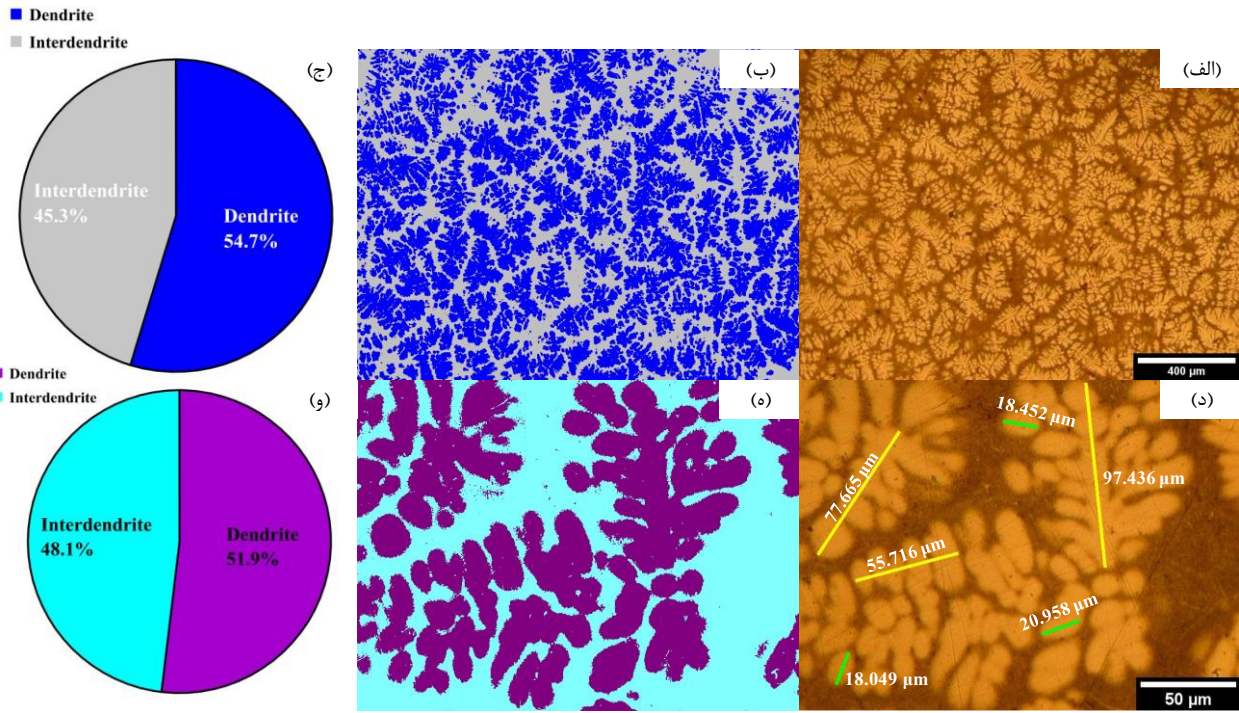 Dendrite
Interdendrite
(ج)
Interdendrite
45.3%
Dendrite
54.7%
(ب)
(الف)
400 μm
Dendrite
Interdendrite
(و)
Interdendrite
48.1%
Dendrite
51.9%
(ه)
(د)
18.452 μm
77.665 μm
97.436 μm
55.716 μm
20.958 μm
18.049 μm
50 μm